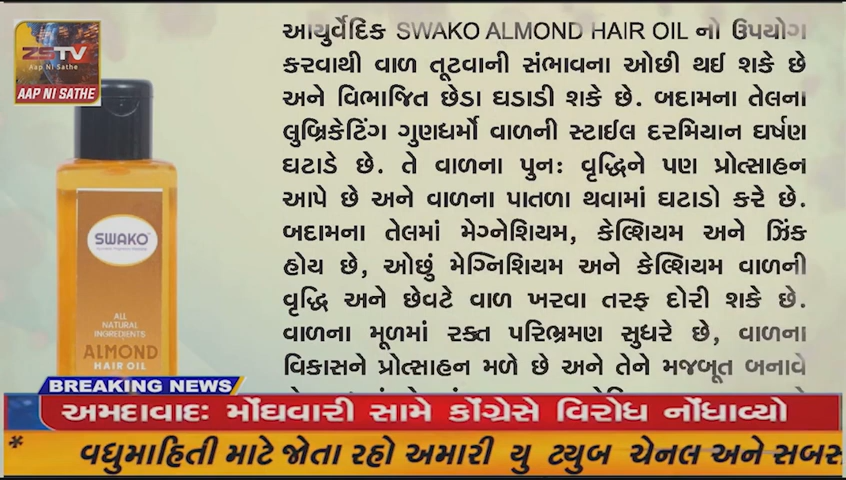 ZSTV
Aap Ni Sathe
AAP NI SATHE
આયુર્વેદિક SWAKO ALMOND HAIR OIL નો ઉપયોગ
કરવાથી વાળ તૂટવાની સંભાવના ઓછી થઈ શકે છે
અને વિભાજિત છેડા ઘડાડી શકે છે. બદામના તેલના
લુબ્રિકેટિંગ ગુણધર્મો વાળની સ્ટાઈલ દરમિયાન ઘર્ષણ
ઘટાડે છે. તે વાળના પુનઃ વૃદ્ધિને પણ પ્રોત્સાહન
આપે છે અને વાળના પાતળા થવામાં ઘટાડો કરે છે.
બદામના તેલમાં મેગ્નેશિયમ, કેલ્શિયમ અને ઝિંક
હોય છે, ઓછું મેગ્નિશિયમ અને કેલ્શિયમ વાળની
વૃદ્ધિ અને છેવટે વાળ ખરવા તરફ દોરી શકે છે.
વાળના મૂળમાં રક્ત પરિભ્રમણ સુધરે છે, વાળના
વિકાસને પ્રોત્સાહન મળે છે અને તેને મજબૂત બનાવે
SWAKO
ALL
NATURAL
INGREDIENTS
ALMOND
HAIR OIL
BREAKING NEWS
અમદાવાદઃ મોંઘવારી સામે કોંગ્રેસે વિરોધ નોંધાવ્યો
* વધુમાહિતી માટે જોતા રહો અમારી યુ ટ્યુબ ચેનલ અને સબસ